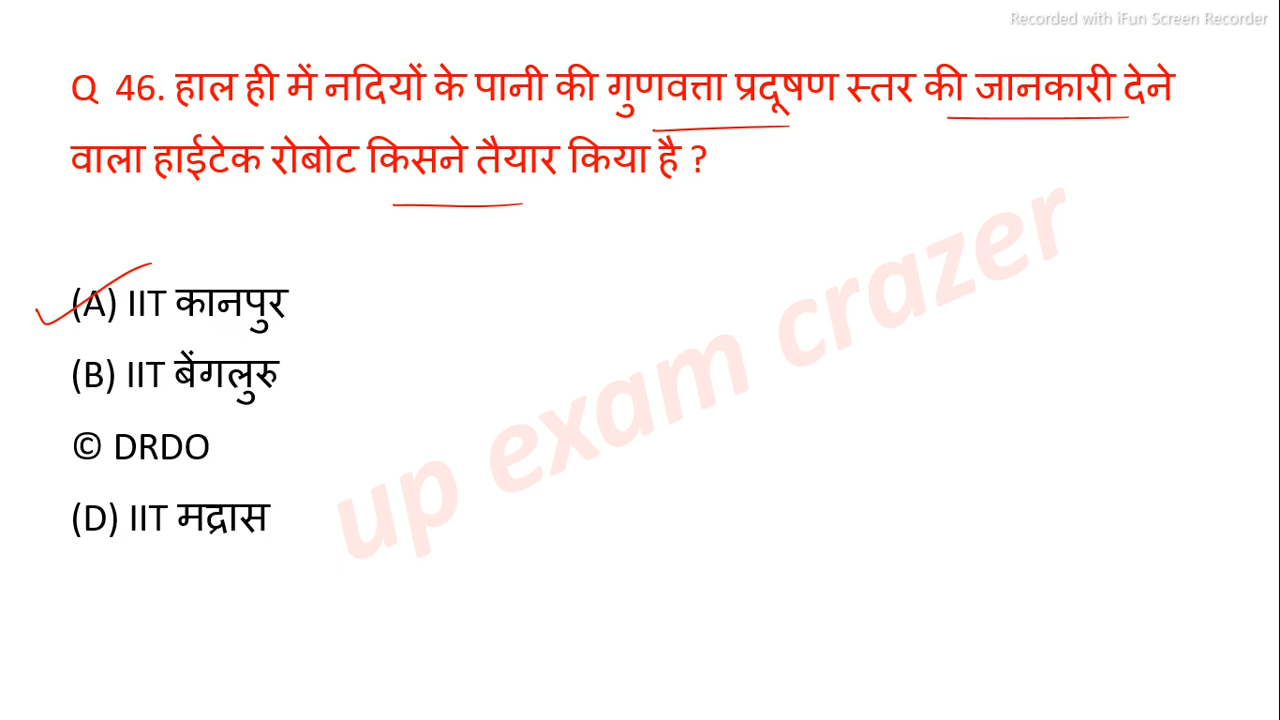 Recorded with iFun Screen Recorder
Q 46. हाल ही में नदियों के पानी की गुणवत्ता प्रदूषण स्तर की जानकारी देने
वाला हाईटेक रोबोट किसने तैयार किया है ?
(A) IIT कानपुर
(B) IIT बेंगलुरु
© DRDO
(D) IIT मद्रास
up exam crazer